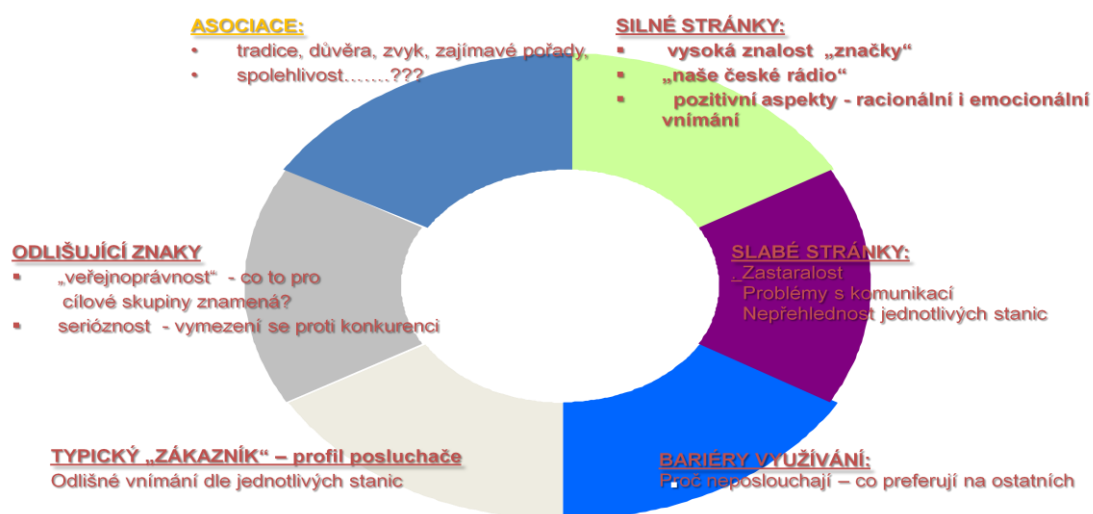 ASOCIACE:
• tradice, důvěra, zvyk, zajímavé pořady,
• spolehlivost.......???
SILNÉ STRÁNKY:
▪ vysoká znalost „značky“
▪ „naše české rádio“
▪ pozitivní aspekty - racionální i emocionální
vnímání
ODLIŠUJÍCÍ ZNAKY
▪ „veřejnoprávnost“ - co to pro
cílové skupiny znamená?
▪ serióznost - vymezení se proti konkurenci
SLABÉ STRÁNKY:
. Zastaralost
Problémy s komunikací
Nepřehlednost jednotlivých stanic
TYPICKÝ „ZÁKAZNÍK“ – profil posluchače
Odlišné vnímání dle jednotlivých stanic
BARIÉRY VYUŽÍVÁNÍ:
Proč neposlouchají – co preferují na ostatních